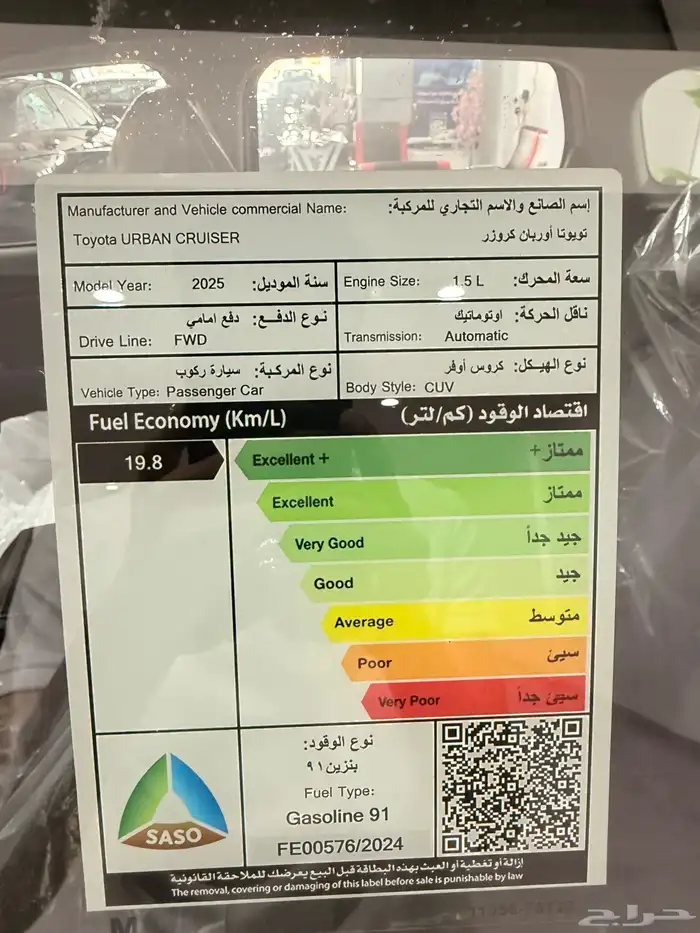 Manufacturer and Vehicle commercial Name: إسم الصانع والاسم التجاري للمركبة:
Toyota URBAN CRUISER تويوتا أوربان كروزر
Model Year: 2025 سنة الموديل:
Engine Size: 1.5 L سعة المحرك:
نوع الدفع: دفع امامي
Drive Line: FWD
ناقل الحركة: اوتوماتيك
Transmission: Automatic
نوع المركبة: سيارة ركوب
Vehicle Type: Passenger Car
نوع الهيكل: كروس أوفر
Body Style: CUV
Fuel Economy (Km/L) اقتصاد الوقود (كم/لتر)
19.8
Excellent + ممتاز+
Excellent ممتاز
Very Good جيد جداً
Good جيد
Average متوسط
Poor سيئ
Very Poor سيئ جداً
SASO
نوع الوقود:
بنزين ٩١
Fuel Type:
Gasoline 91
FE00576/2024
إزالة أو تغطية أو العبث بهذه البطاقة قبل البيع يعرضك للملاحقة القانونية
The removal, covering or damaging of this label before sale is punishable by law
حراج